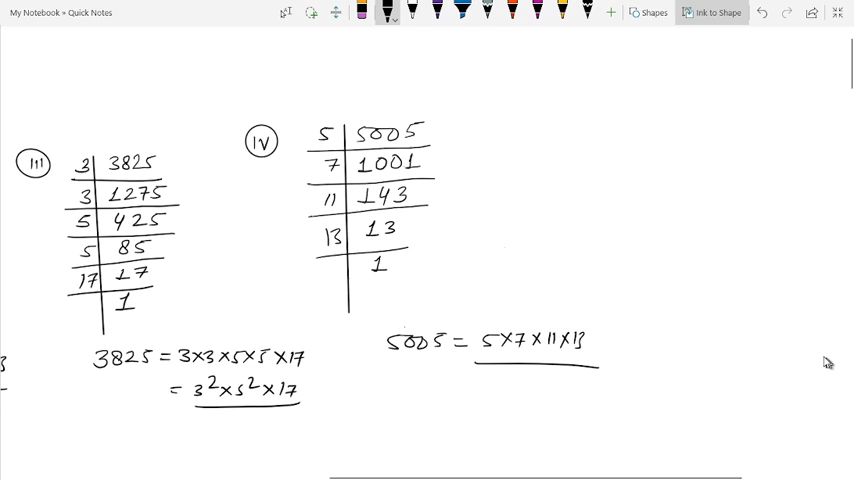 My Notebook » Quick Notes
Shapes
Ink to Shape
III
3 3825
3 1275
5 425
5 85
17 17
1
3825 = 3×3×5×5×17
= 3²×5²×17
IV
5 5005
7 1001
11 143
13 13
1
5005 = 5×7×11×13
3